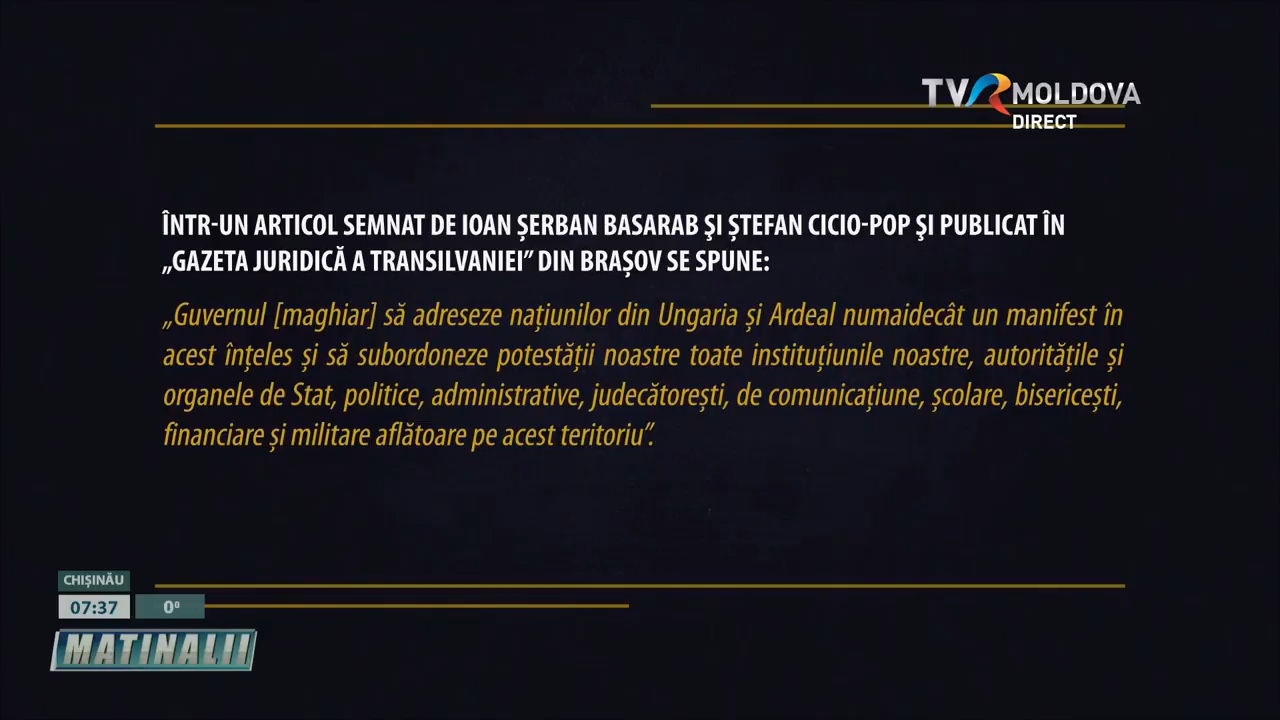 TVR MOLDOVA
DIRECT
ÎNTR-UN ARTICOL SEMNAT DE IOAN ȘERBAN BASARAB ŞI ȘTEFAN CICIO-POP ŞI PUBLICAT ÎN
„GAZETA JURIDICĂ A TRANSILVANIEI” DIN BRAȘOV SE SPUNE:
„Guvernul [maghiar] să adreseze națiunilor din Ungaria și Ardeal numaidecât un manifest în
acest înțeles și să subordoneze potestății noastre toate instituțiunile noastre, autoritățile și
organele de Stat, politice, administrative, judecătorești, de comunicațiune, școlare, bisericești,
financiare și militare aflătoare pe acest teritoriu”.
CHIȘINĂU
07:37 0⁰
MATINALII